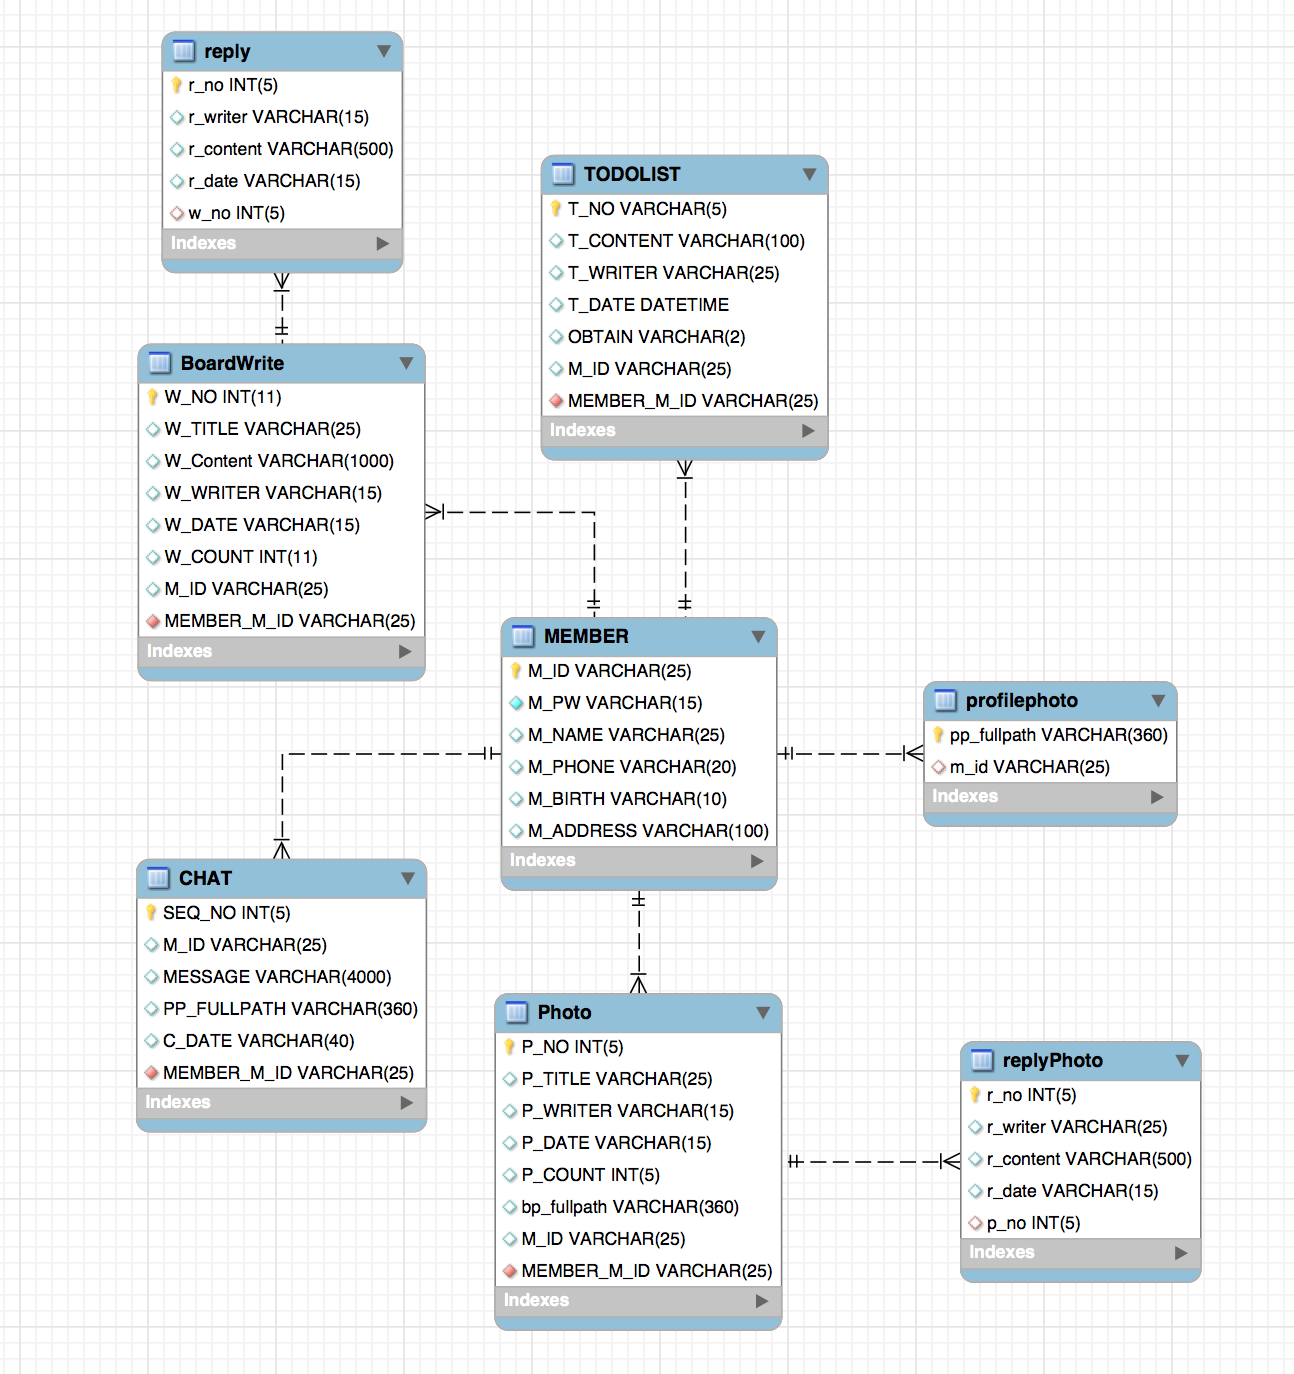 reply
r_no INT(5)
r_writer VARCHAR(15)
r_content VARCHAR(500)
r_date VARCHAR(15)
w_no INT(5)
Indexes
TODOLIST
T_NO VARCHAR(5)
T_CONTENT VARCHAR(100)
T_WRITER VARCHAR(25)
T_DATE DATETIME
OBTAIN VARCHAR(2)
M_ID VARCHAR(25)
MEMBER_M_ID VARCHAR(25)
Indexes
BoardWrite
W_NO INT(11)
W_TITLE VARCHAR(25)
W_Content VARCHAR(1000)
W_WRITER VARCHAR(15)
W_DATE VARCHAR(15)
W_COUNT INT(11)
M_ID VARCHAR(25)
MEMBER_M_ID VARCHAR(25)
Indexes
MEMBER
M_ID VARCHAR(25)
M_PW VARCHAR(15)
M_NAME VARCHAR(25)
M_PHONE VARCHAR(20)
M_BIRTH VARCHAR(10)
M_ADDRESS VARCHAR(100)
Indexes
profilephoto
pp_fullpath VARCHAR(360)
m_id VARCHAR(25)
Indexes
CHAT
SEQ_NO INT(5)
M_ID VARCHAR(25)
MESSAGE VARCHAR(4000)
PP_FULLPATH VARCHAR(360)
C_DATE VARCHAR(40)
MEMBER_M_ID VARCHAR(25)
Indexes
Photo
P_NO INT(5)
P_TITLE VARCHAR(25)
P_WRITER VARCHAR(15)
P_DATE VARCHAR(15)
P_COUNT INT(5)
bp_fullpath VARCHAR(360)
M_ID VARCHAR(25)
MEMBER_M_ID VARCHAR(25)
Indexes
replyPhoto
r_no INT(5)
r_writer VARCHAR(25)
r_content VARCHAR(500)
r_date VARCHAR(15)
p_no INT(5)
Indexes